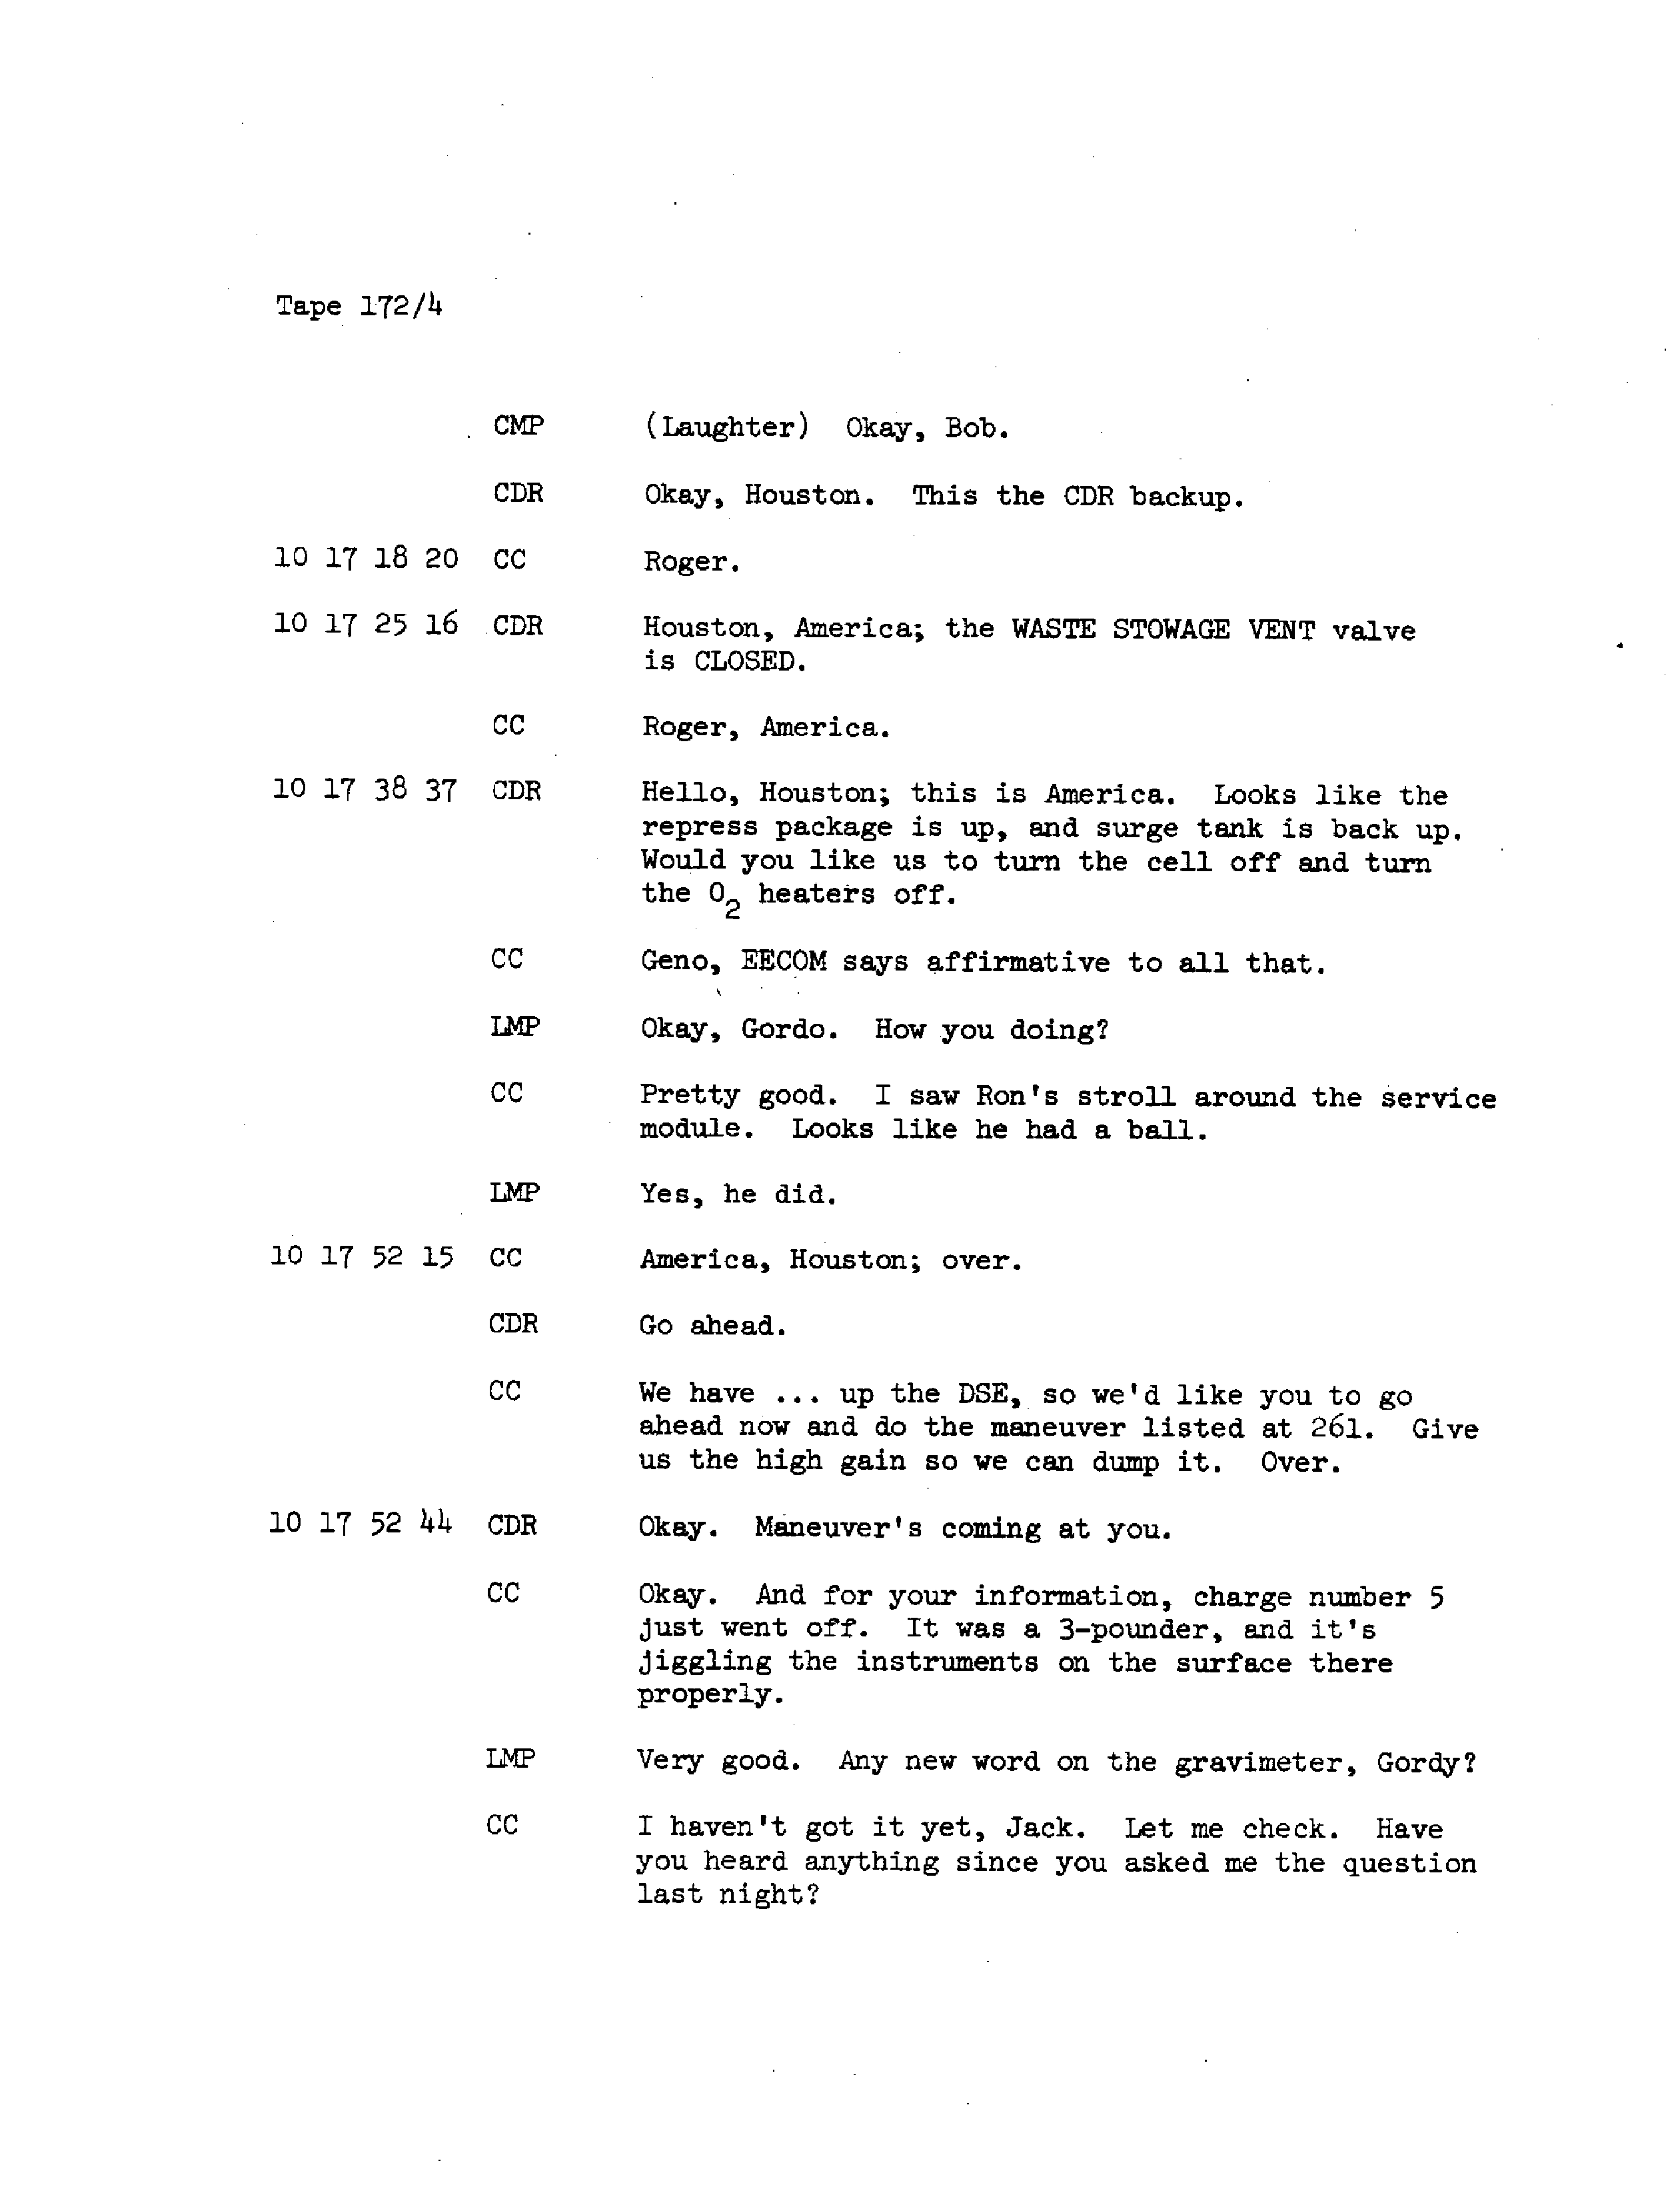 Tape 172/4
CMP (Laughter) Okay, Bob.
CDR Okay, Houston. This the CDR backup.
10 17 18 20 CC Roger.
10 17 25 16 CDR Houston, America; the WASTE STOWAGE VENT valve
is CLOSED.
CC Roger, America.
10 17 38 37 CDR Hello, Houston; this is America. Looks like the
repress package is up, and surge tank is back up.
Would you like us to turn the cell off and turn
the O2 heaters off.
CC Geno, EECOM says affirmative to all that.
LMP Okay, Gordo. How you doing?
CC Pretty good. I saw Ron's stroll around the service
module. Looks like he had a ball.
LMP Yes, he did.
10 17 52 15 CC America, Houston; over.
CDR Go ahead.
CC We have ... up the DSE, so we'd like you to go
ahead now and do the maneuver listed at 261. Give
us the high gain so we can dump it. Over.
10 17 52 44 CDR Okay. Maneuver's coming at you.
CC Okay. And for your information, charge number 5
just went off. It was a 3-pounder, and it's
jiggling the instruments on the surface there
properly.
LMP Very good. Any new word on the gravimeter, Gordy?
CC I haven't got it yet, Jack. Let me check. Have
you heard anything since you asked me the question
last night?